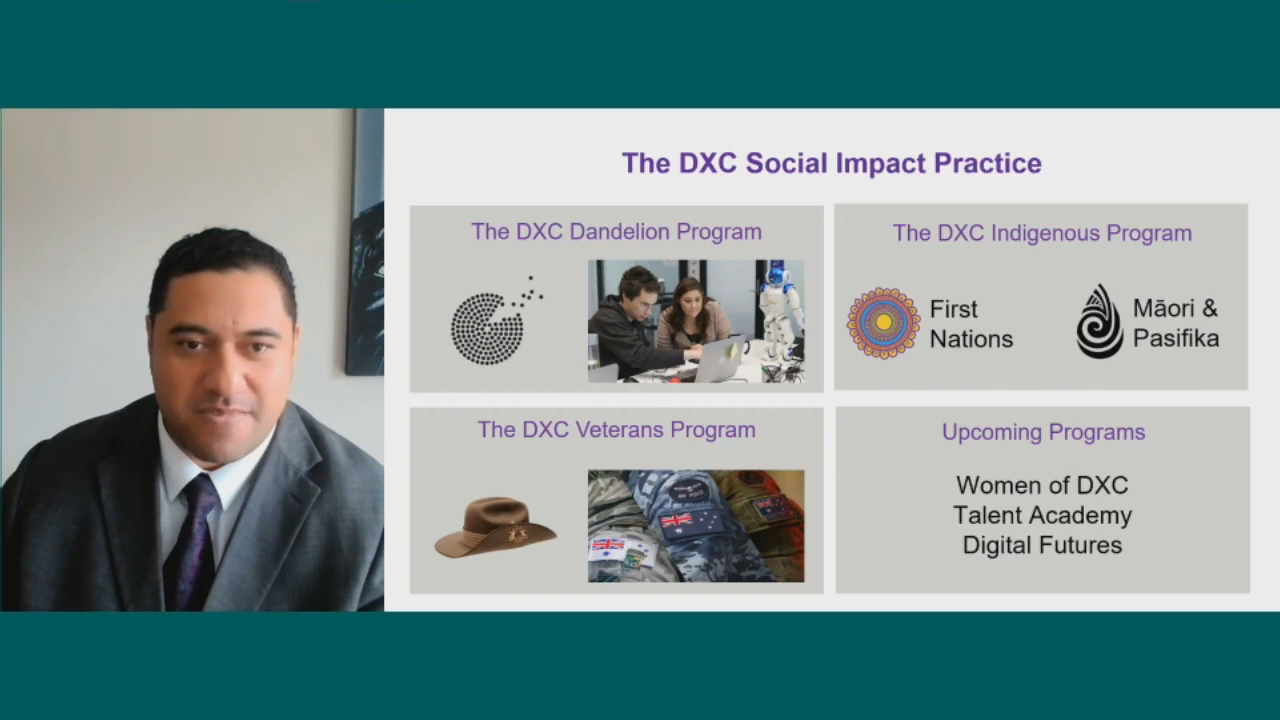 The DXC Social Impact Practice
The DXC Dandelion Program
The DXC Indigenous Program
First
Nations
Māori &
Pasifika
The DXC Veterans Program
Upcoming Programs
Women of DXC
Talent Academy
Digital Futures